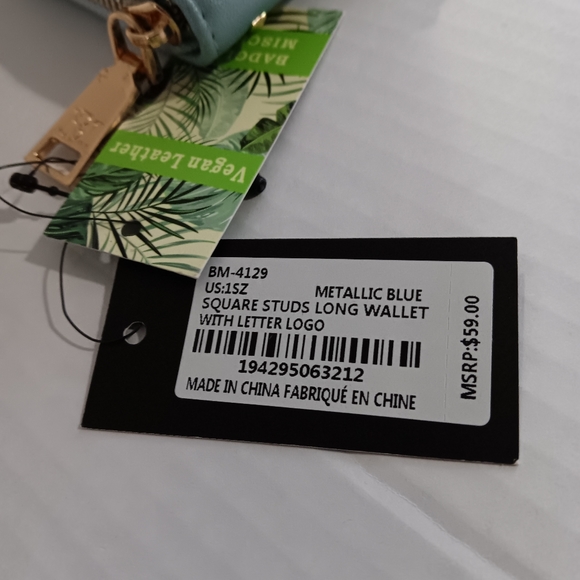 BADG
MISC
Vegan Leather
BM-4129
US:1SZ METALLIC BLUE
SQUARE STUDS LONG WALLET
WITH LETTER LOGO
194295063212
MADE IN CHINA FABRIQUÉ EN CHINE
MSRP:$59.00